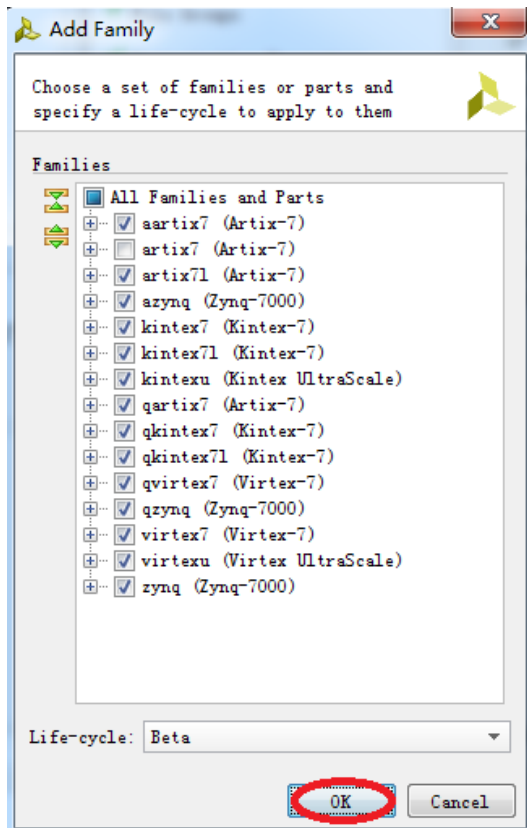 Add Family
Choose a set of families or parts and
specify a life-cycle to apply to them
Families
All Families and Parts
aartix7 (Artix-7)
artix7 (Artix-7)
artix7l (Artix-7)
azynq (Zynq-7000)
kintex7 (Kintex-7)
kintex7l (Kintex-7)
kintexu (Kintex UltraScale)
qartix7 (Artix-7)
qkintex7 (Kintex-7)
qkintex7l (Kintex-7)
qvirtex7 (Virtex-7)
qzynq (Zynq-7000)
virtex7 (Virtex-7)
virtexu (Virtex UltraScale)
zynq (Zynq-7000)
Life-cycle: Beta
OK Cancel